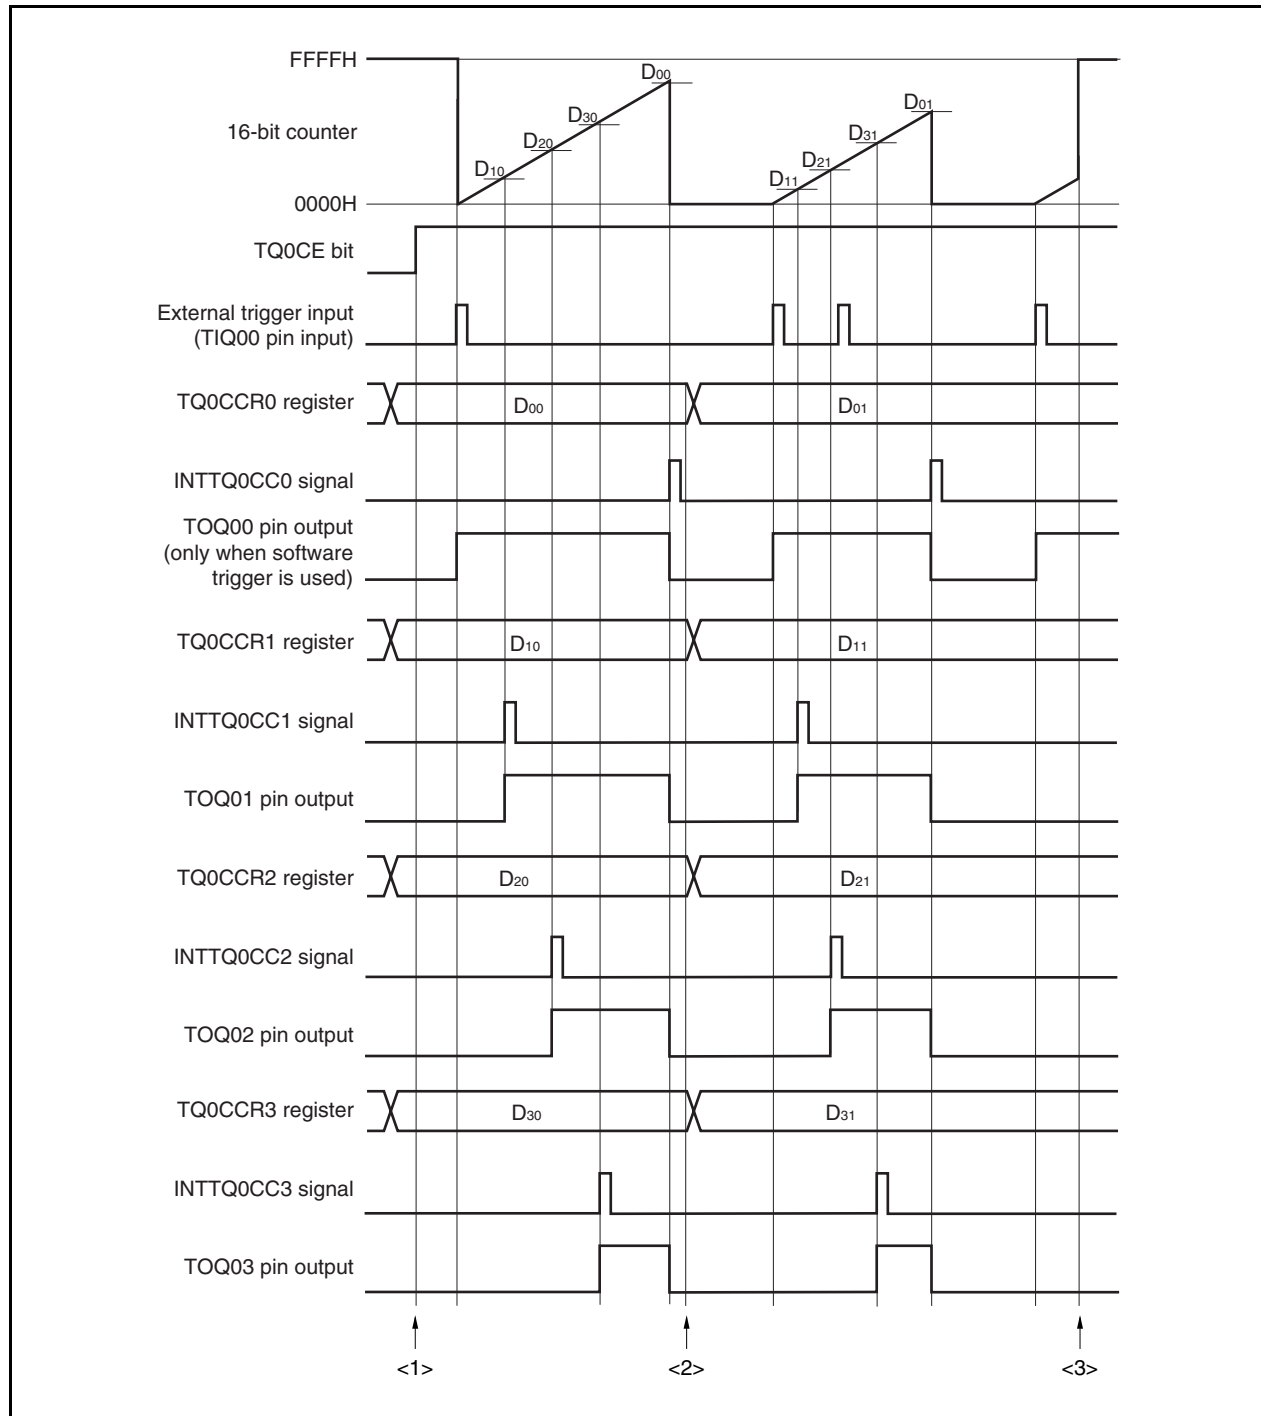 FFFFH
D00
D01
D30
D31
16-bit counter
D20
D21
D10
D11
0000H
TQ0CE bit
External trigger input
(TIQ00 pin input)
TQ0CCR0 register
D00
D01
INTTQ0CC0 signal
TOQ00 pin output
(only when software
trigger is used)
TQ0CCR1 register
D10
D11
INTTQ0CC1 signal
TOQ01 pin output
TQ0CCR2 register
D20
D21
INTTQ0CC2 signal
TOQ02 pin output
TQ0CCR3 register
D30
D31
INTTQ0CC3 signal
TOQ03 pin output
<1>
<2>
<3>